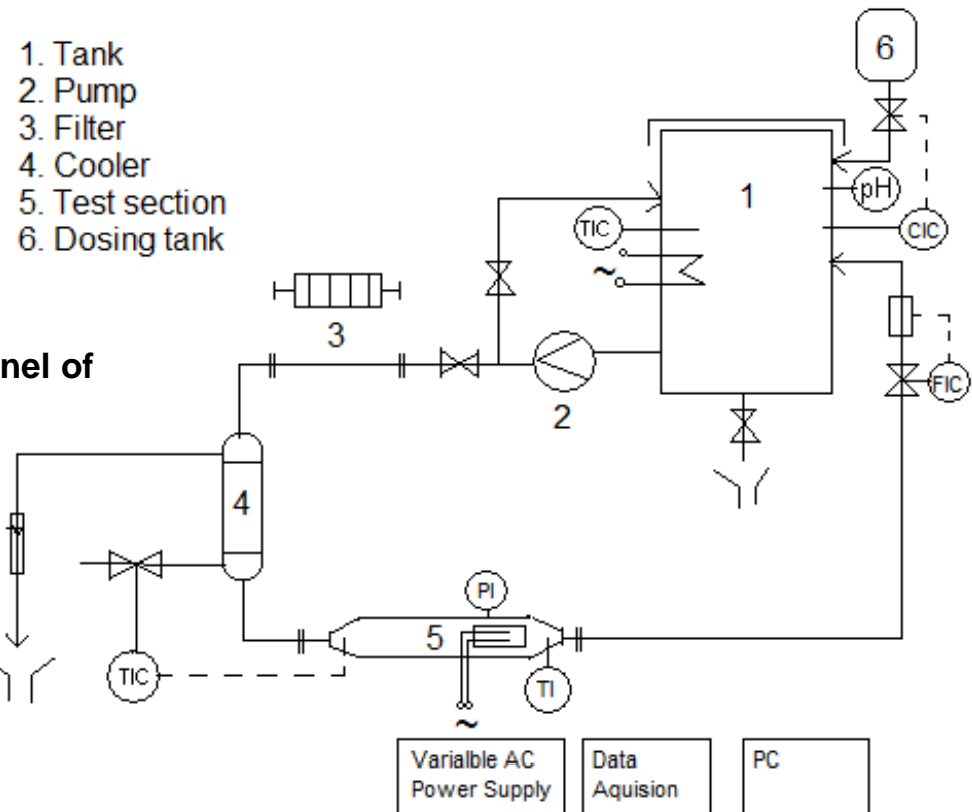 1. Tank
2. Pump
3. Filter
4. Cooler
5. Test section
6. Dosing tank
6
1
pH
TIC
CIC
~
3
nel of
2
FIC
4
PI
5
TIC
TI
~
Varialble AC
Power Supply
Data
Aquision
PC